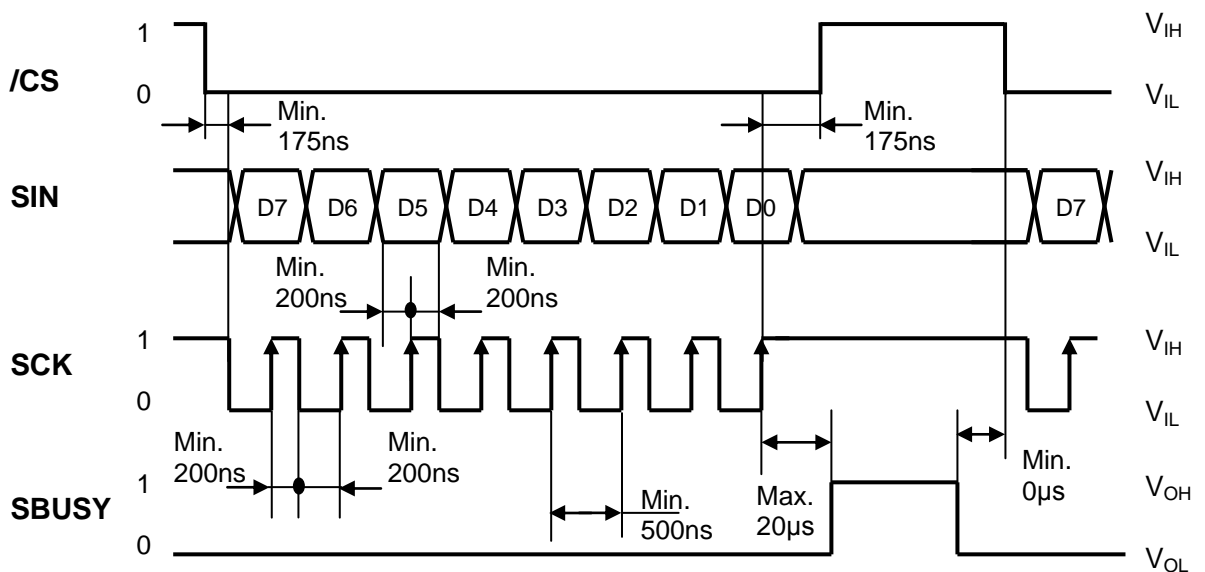 1
V_IH
/CS
0
V_IL
Min.
175ns
Min.
175ns
V_IH
SIN
D7 D6 D5 D4 D3 D2 D1 D0 D7
V_IL
Min.
200ns
Min.
200ns
1
V_IH
SCK
0
V_IL
Min.
200ns
Min.
200ns
Min.
0µs
1
V_OH
SBUSY
Min.
500ns
Max.
20µs
0
V_OL